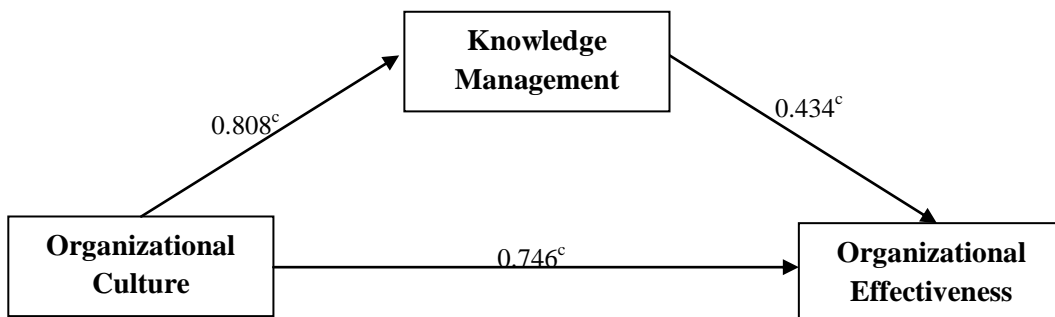 Knowledge
Management
0.808c
0.434c
Organizational
Culture
0.746c
Organizational
Effectiveness